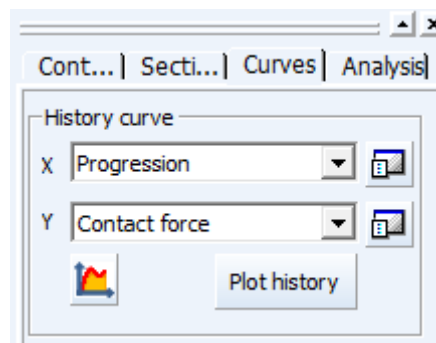 Cont... Secti... Curves Analysis
History curve
X Progression
Y Contact force
Plot history